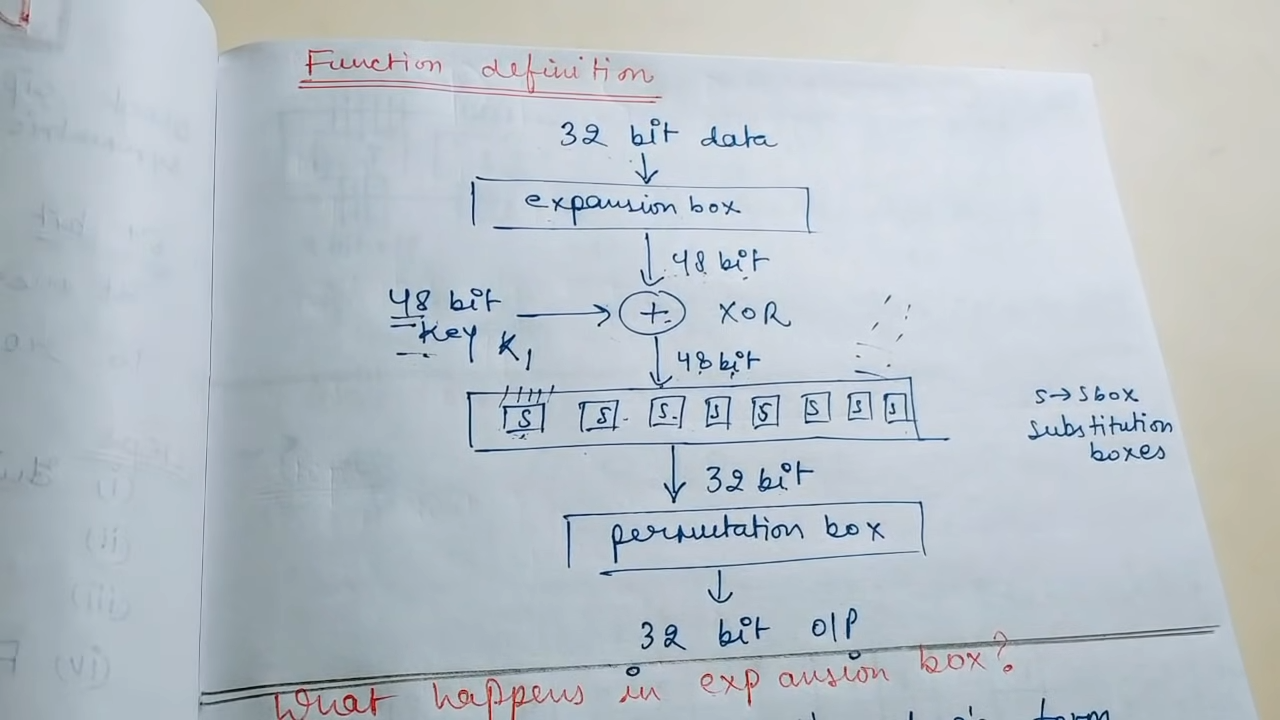 Function definition
32 bit data
expansion box
48 bit
48 bit
+ XOR
Key K1
48 bit
S S S S S S S S
S→Sbox
substitution
boxes
32 bit
permutation box
32 bit O/P
What happens in expansion box?